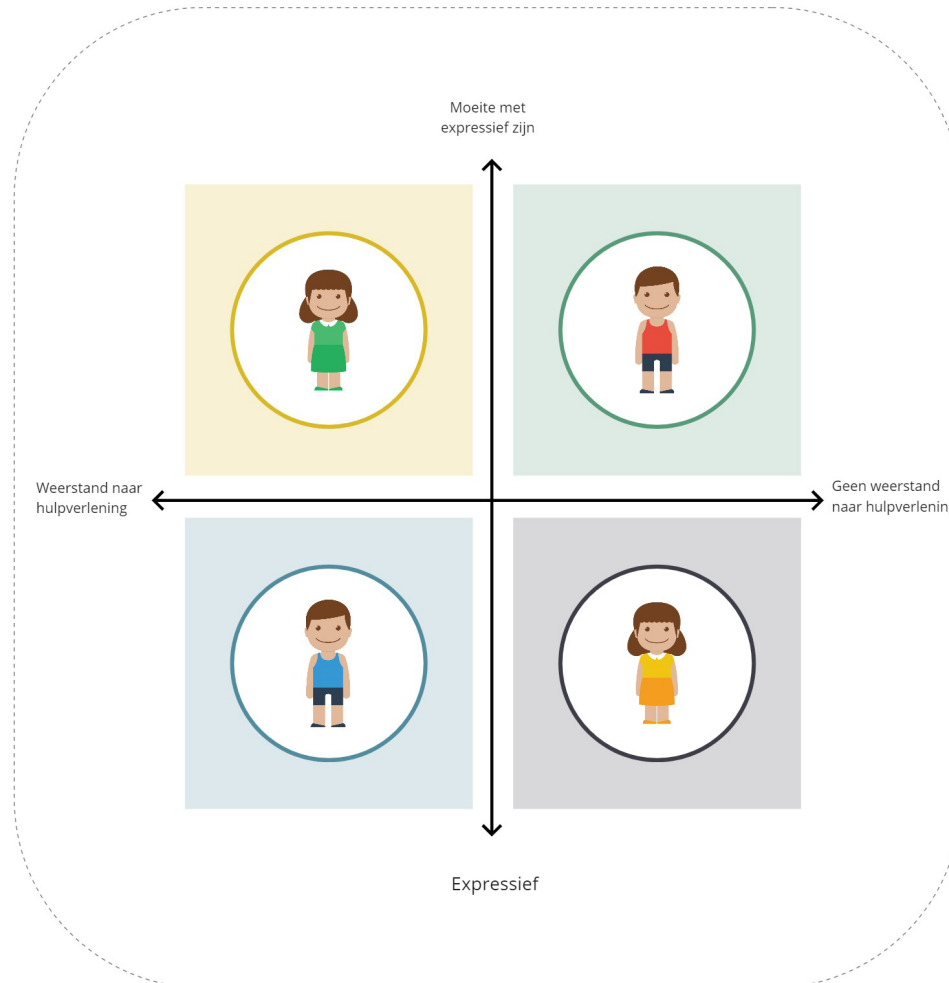 Moeite met
expressief zijn
Weerstand naar
hulpverlening
Geen weerstand
naar hulpverlenin
Expressief